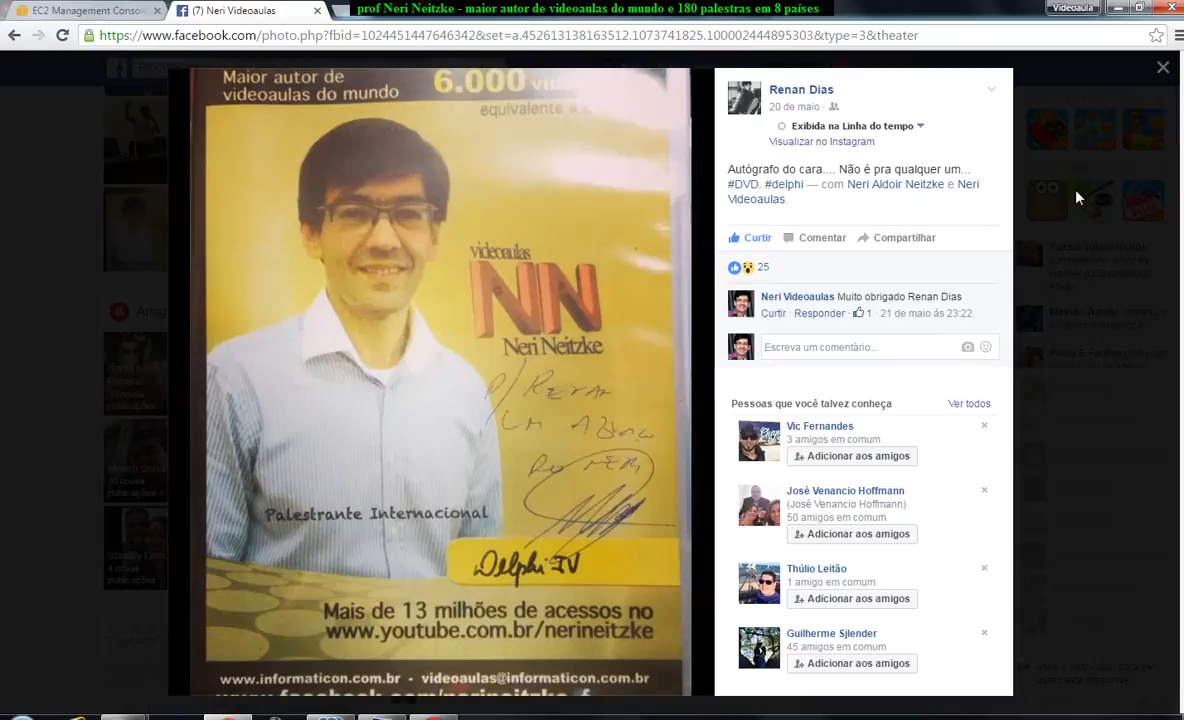 EC2 Management Conso
(7) Neri Videoaulas
prof Neri Neitzke - maior autor de videoaulas do mundo e 180 palestras em 8 países
Videoaula
https://www.facebook.com/photo.php?fbid=1024451447646342&set=a.452613138163512.1073741825.100002444895303&type=3&theater
Maior autor de
videoaulas do mundo
6.000
equivalente a
videoaulas
NN
Neri Neitzke
p/ Renan
Palestrante Internacional
Delphi IV
Mais de 13 milhões de acessos no
www.youtube.com.br/nerineitzke
www.informaticon.com.br - videoaulas@informaticon.com.br
www.facebook.com/nerineitzke
Renan Dias
20 de maio
Exibida na Linha do tempo
Visualizar no Instagram
Autógrafo do cara.... Não é pra qualquer um...
#DVD. #delphi — com Neri Aldoir Neitzke e Neri
Videoaulas.
Curtir Comentar Compartilhar
25
Neri Videoaulas Muito obrigado Renan Dias
Curtir · Responder · 1 · 21 de maio às 23:22
Escreva um comentário...
Pessoas que você talvez conheça Ver todos
Vic Fernandes
3 amigos em comum
Adicionar aos amigos
José Venancio Hoffmann
(José Venancio Hoffmann)
50 amigos em comum
Adicionar aos amigos
Thúlio Leitão
1 amigo em comum
Adicionar aos amigos
Guilherme Sjlender
45 amigos em comum
Adicionar aos amigos